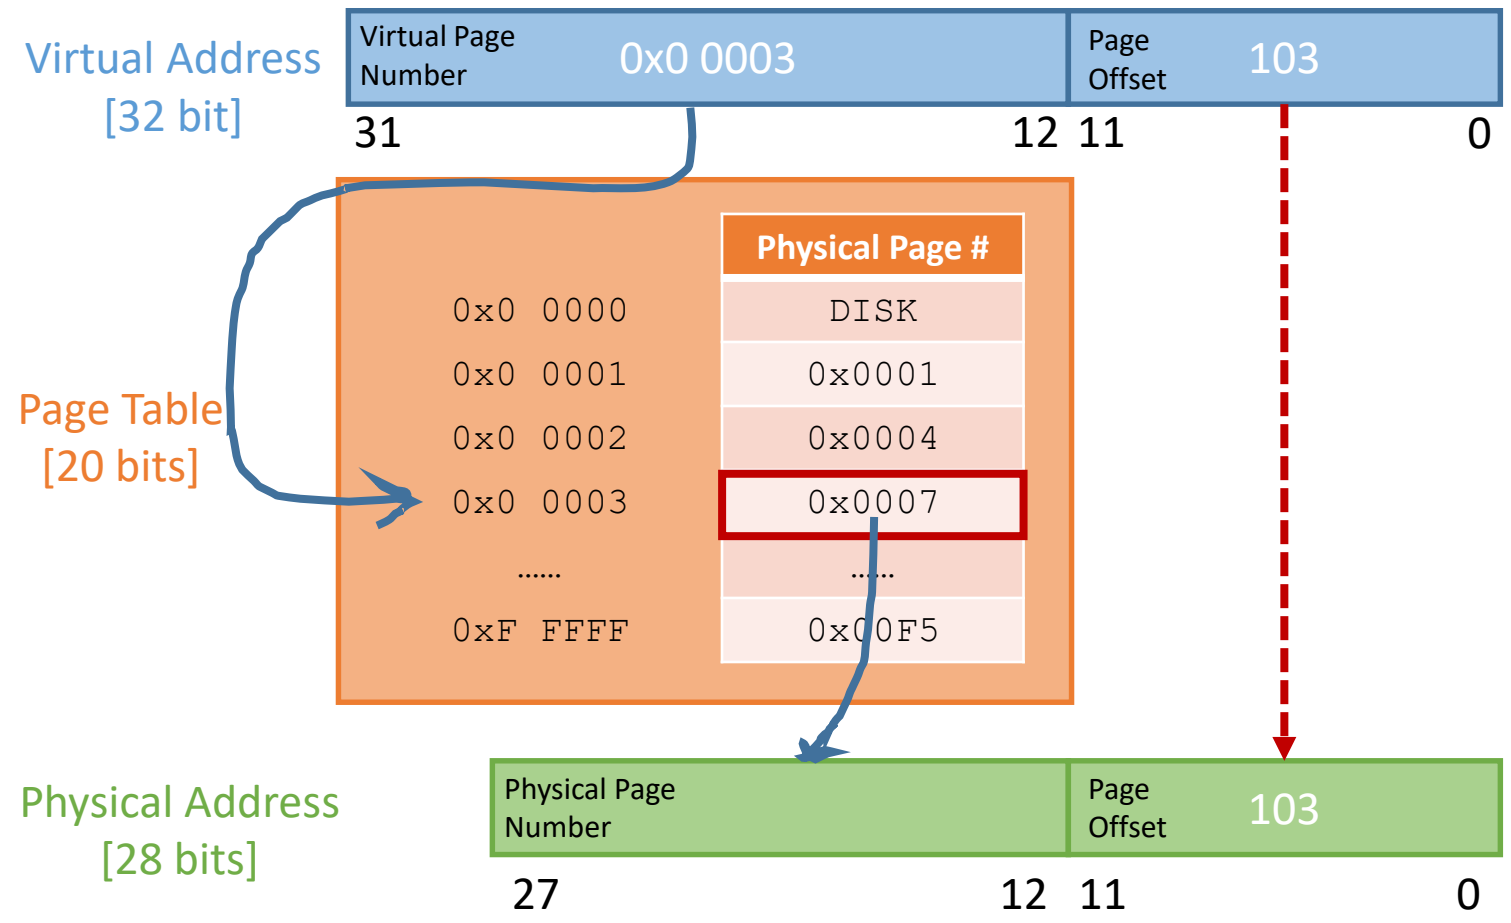 Virtual Address
[32 bit]
Virtual Page
Number
0x0 0003
Page
Offset
103
31
12
11
0
Physical Page #
0x0 0000
DISK
0x0 0001
0x0001
0x0 0002
0x0004
0x0 0003
0x0007
......
......
0xF FFFF
0x00F5
Page Table
[20 bits]
Physical Address
[28 bits]
Physical Page
Number
Page
Offset
103
27
12
11
0